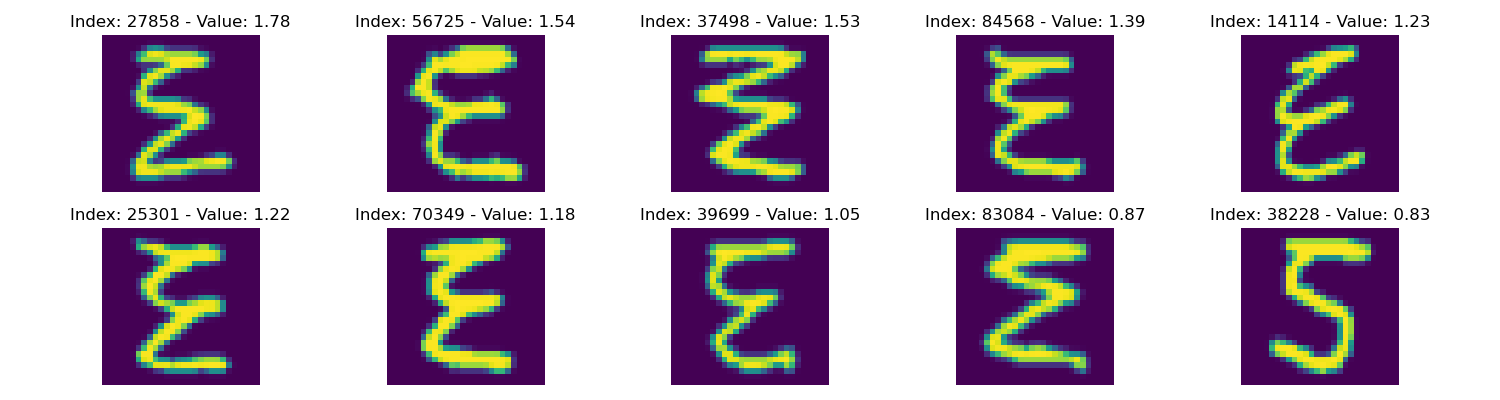 Index: 27858 - Value: 1.78
Index: 56725 - Value: 1.54
Index: 37498 - Value: 1.53
Index: 84568 - Value: 1.39
Index: 14114 - Value: 1.23
Index: 25301 - Value: 1.22
Index: 70349 - Value: 1.18
Index: 39699 - Value: 1.05
Index: 83084 - Value: 0.87
Index: 38228 - Value: 0.83
5